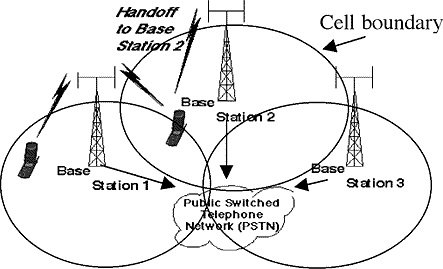 Handoff
to Base
Station 2
Cell boundary
Base
Station 2
Base
Station 1
Base
Station 3
Public Switched
Telephone
Network (PSTN)